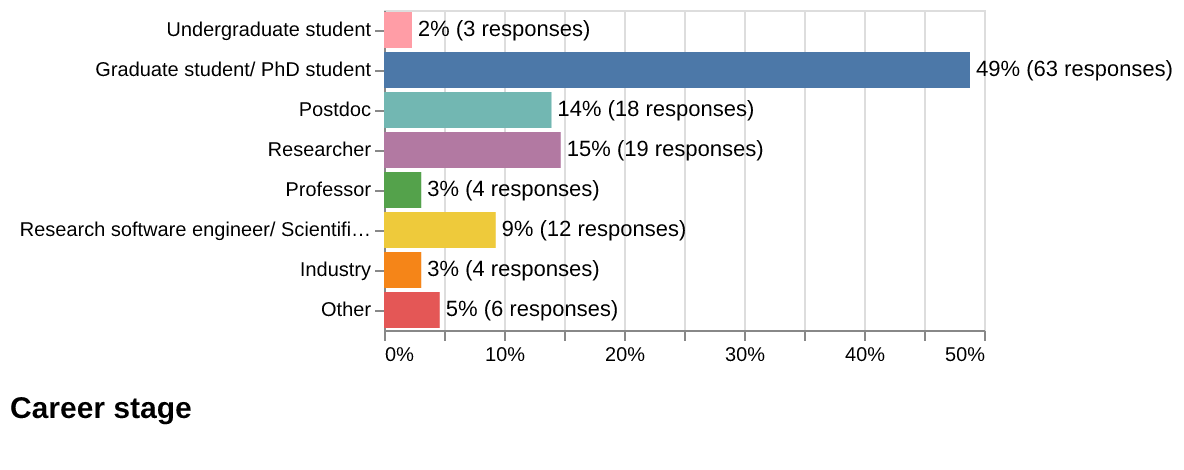 Undergraduate student 2% (3 responses)
Graduate student/ PhD student 49% (63 responses)
Postdoc 14% (18 responses)
Researcher 15% (19 responses)
Professor 3% (4 responses)
Research software engineer/ Scientifi… 9% (12 responses)
Industry 3% (4 responses)
Other 5% (6 responses)
0% 10% 20% 30% 40% 50%
Career stage